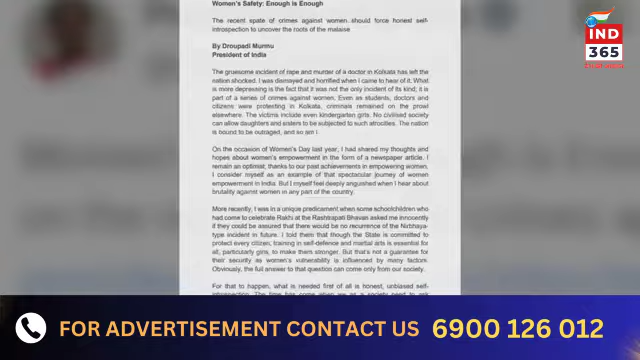 Women's Safety: Enough is Enough
The recent spate of crimes against women should force honest self-
introspection to uncover the roots of the malaise
By Droupadi Murmu
President of India
The gruesome incident of rape and murder of a doctor in Kolkata has left the
nation shocked. I was dismayed and horrified when I came to hear of it. What
is more depressing is the fact that it was not the only incident of its kind; it
is part of a series of crimes against women. Even as students, doctors and
citizens were protesting in Kolkata, criminals remained on the prowl
elsewhere. The victims include even kindergarten girls. No civilised society
can allow daughters and sisters to be subjected to such atrocities. The nation
is bound to be outraged, and so am I.
On the occasion of Women's Day last year, I had shared my thoughts and
hopes about women's empowerment in the form of a newspaper article. I
remain an optimist, thanks to our past achievements in empowering women.
I consider myself as an example of that spectacular journey of women
empowerment in India. But I myself feel deeply anguished when I hear about
brutality against women in any part of the country.
More recently, I was in a unique predicament when some schoolchildren who
had come to celebrate Rakhi at the Rashtrapati Bhavan asked me innocently
if they could be assured that there would be no recurrence of the Nirbhaya-
type incident in future. I told them that though the State is committed to
protect every citizen, training in self-defence and martial arts is essential for
all, particularly girls, to make them stronger. But that's not a guarantee for
their security as women's vulnerability is influenced by many factors.
Obviously, the full answer to that question can come only from our society.
For that to happen, what is needed first of all is honest, unbiased self-
introspection. The time has come when we as a society need to ask
IND
365
FOR ADVERTISEMENT CONTACT US 6900 126 012